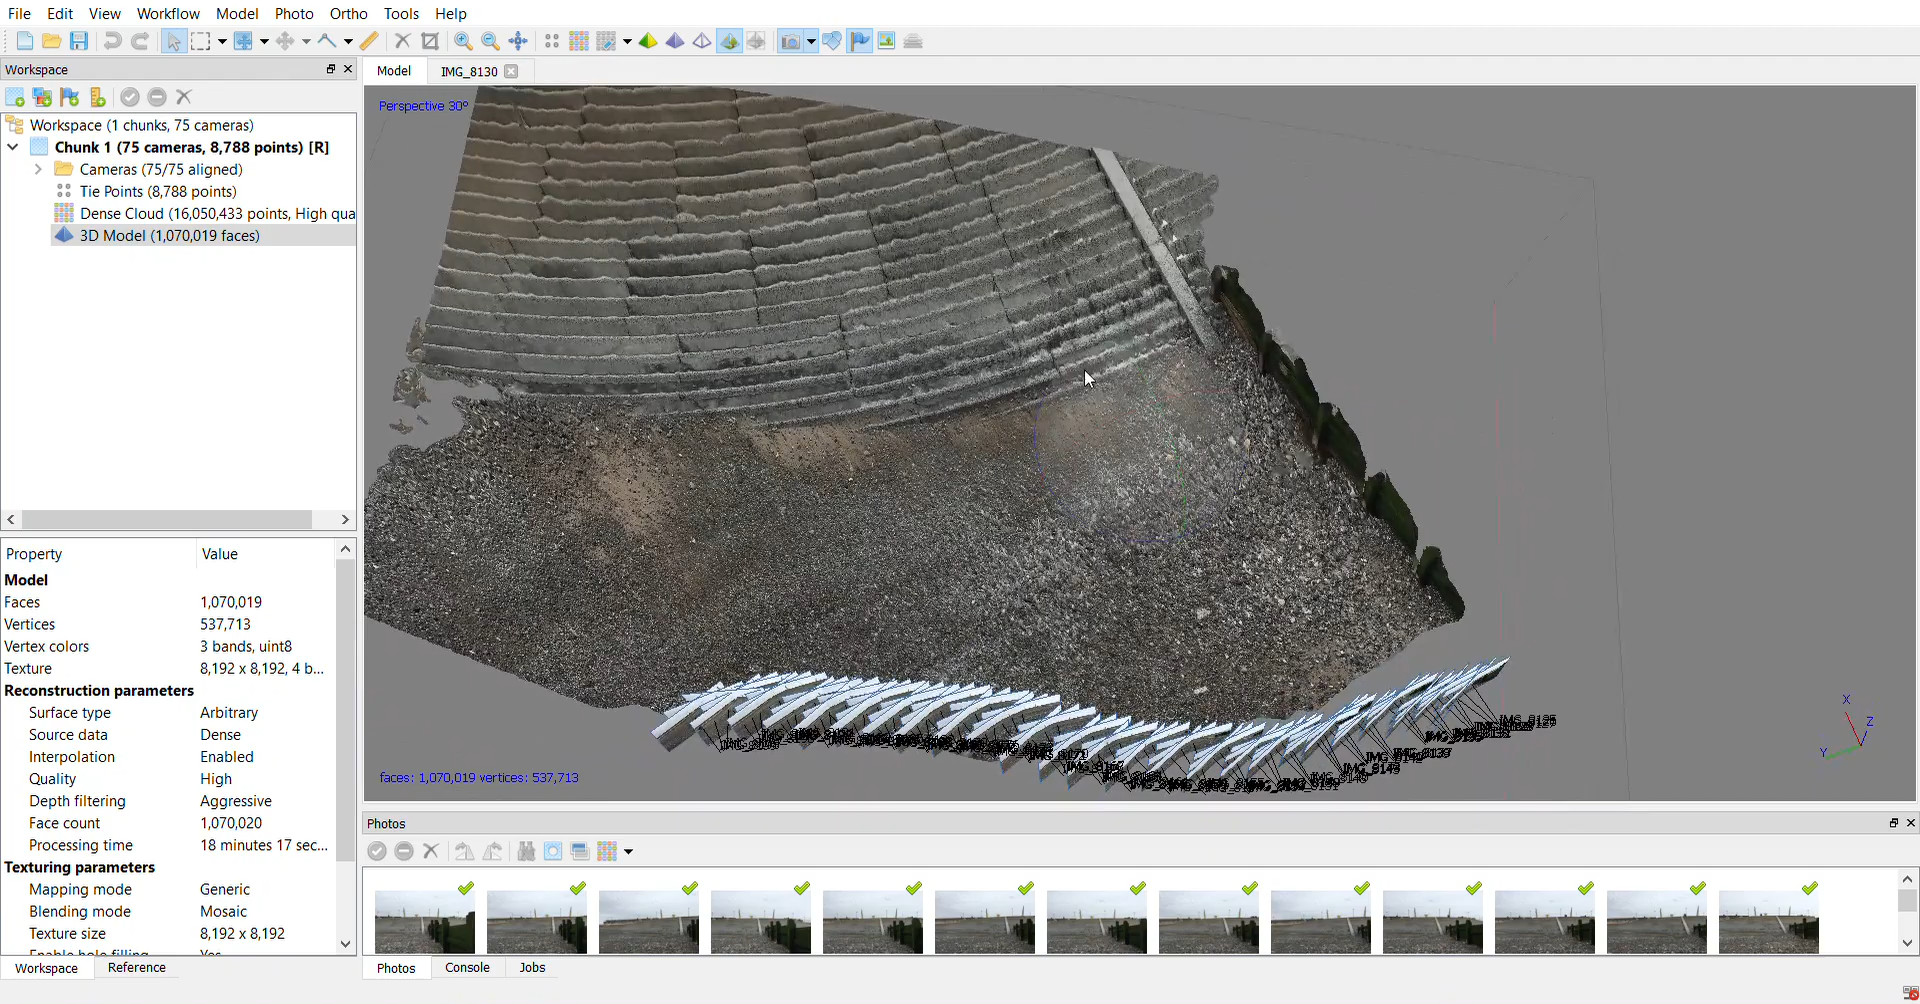 File Edit View Workflow Model Photo Ortho Tools Help
Workspace
Model IMG_8130
Perspective 30°
Workspace (1 chunks, 75 cameras)
Chunk 1 (75 cameras, 8,788 points) [R]
Cameras (75/75 aligned)
Tie Points (8,788 points)
Dense Cloud (16,050,433 points, High qua
3D Model (1,070,019 faces)
Property Value
Model
Faces 1,070,019
Vertices 537,713
Vertex colors 3 bands, uint8
Texture 8,192 x 8,192, 4 b...
Reconstruction parameters
Surface type Arbitrary
Source data Dense
Interpolation Enabled
Quality High
Depth filtering Aggressive
Face count 1,070,020
Processing time 18 minutes 17 sec...
Texturing parameters
Mapping mode Generic
Blending mode Mosaic
Texture size 8,192 x 8,192
Workspace Reference
X
Z
Y
faces: 1,070,019 vertices: 537,713
Photos
Photos Console Jobs